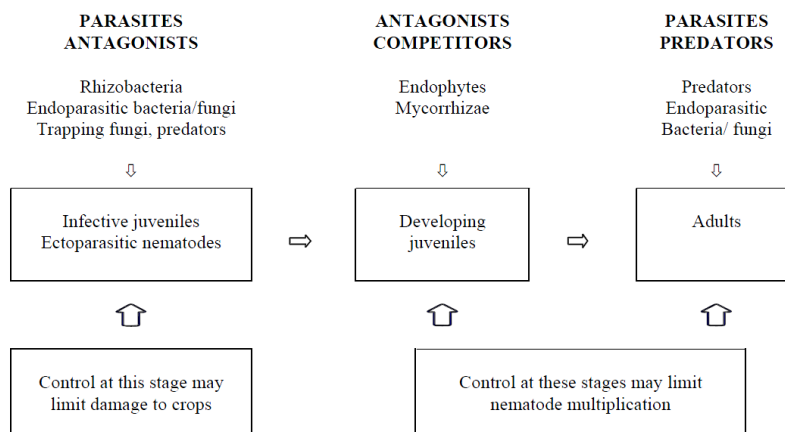 PARASITES
ANTAGONISTS
ANTAGONISTS
COMPETITORS
PARASITES
PREDATORS
Rhizobacteria
Endoparasitic bacteria/fungi
Trapping fungi, predators
Endophytes
Mycorrhizae
Predators
Endoparasitic
Bacteria/ fungi
Infective juveniles
Ectoparasitic nematodes
Developing
juveniles
Adults
Control at this stage may
limit damage to crops
Control at these stages may limit
nematode multiplication